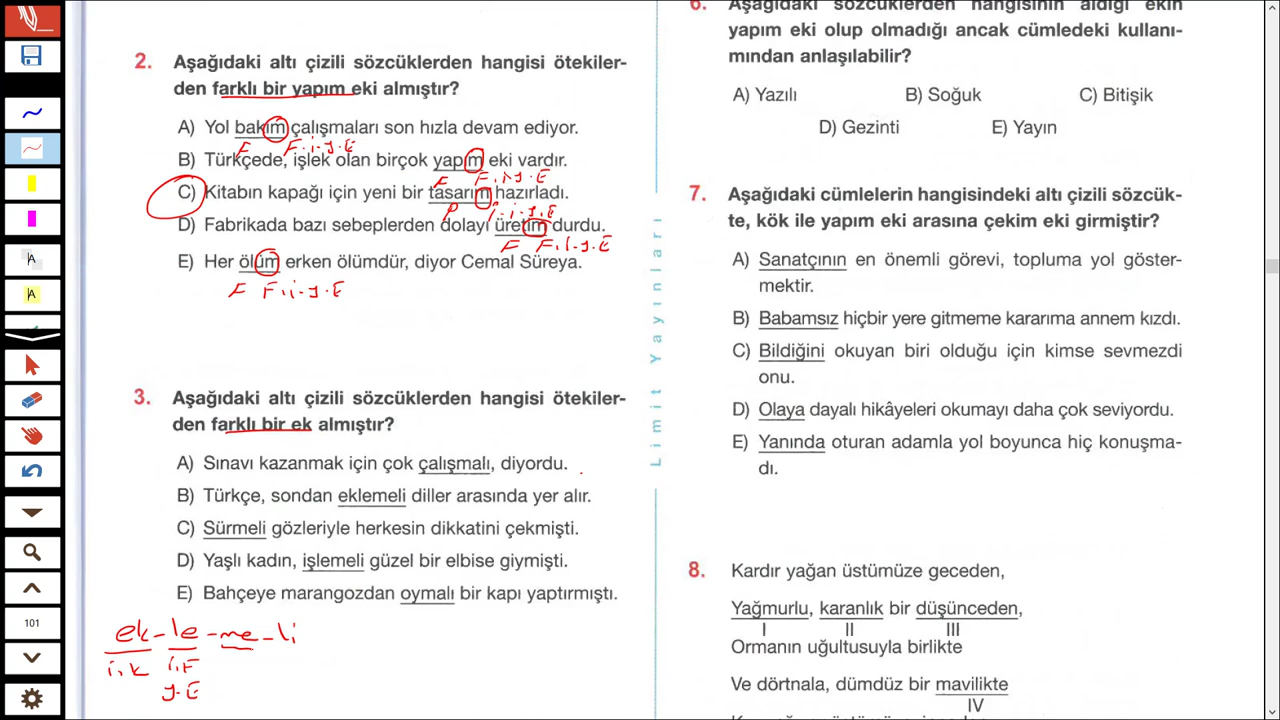 2. Aşağıdaki altı çizili sözcüklerden hangisi ötekiler-
den farklı bir yapım eki almıştır?
A) Yol bakım çalışmaları son hızla devam ediyor.
F F.i.y.E
B) Türkçede, işlek olan birçok yapım eki vardır.
F F.i.y.E
C) Kitabın kapağı için yeni bir tasarım hazırladı.
F.i.y.E
D) Fabrikada bazı sebeplerden dolayı üretim durdu.
F F.i.y.E
E) Her ölüm erken ölümdür, diyor Cemal Süreya.
F F.i.y.E
3. Aşağıdaki altı çizili sözcüklerden hangisi ötekiler-
den farklı bir ek almıştır?
A) Sınavı kazanmak için çok çalışmalı, diyordu.
B) Türkçe, sondan eklemeli diller arasında yer alır.
C) Sürmeli gözleriyle herkesin dikkatini çekmişti.
D) Yaşlı kadın, işlemeli güzel bir elbise giymişti.
E) Bahçeye marangozdan oymalı bir kapı yaptırmıştı.
ek-le-me-li
i.k i.F
y.E
Limit Yayınları
6. Aşağıdaki sözcüklerden hangisinin aldığı ekin
yapım eki olup olmadığı ancak cümledeki kullanı-
mından anlaşılabilir?
A) Yazılı B) Soğuk C) Bitişik
D) Gezinti E) Yayın
7. Aşağıdaki cümlelerin hangisindeki altı çizili sözcük-
te, kök ile yapım eki arasına çekim eki girmiştir?
A) Sanatçının en önemli görevi, topluma yol göster-
mektir.
B) Babamsız hiçbir yere gitmeme kararıma annem kızdı.
C) Bildiğini okuyan biri olduğu için kimse sevmezdi
onu.
D) Olaya dayalı hikâyeleri okumayı daha çok seviyordu.
E) Yanında oturan adamla yol boyunca hiç konuşma-
dı.
8. Kardır yağan üstümüze geceden,
Yağmurlu, karanlık bir düşünceden,
I II III
Ormanın uğultusuyla birlikte
Ve dörtnala, dümdüz bir mavilikte
IV
A
A
101